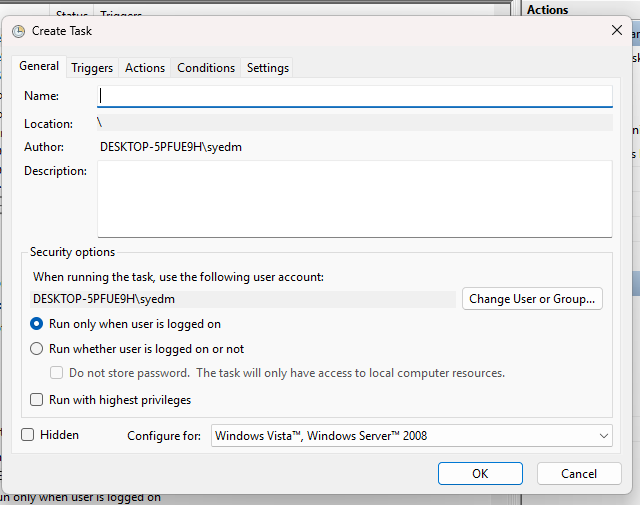 Status Triggers
Actions
Create Task
General Triggers Actions Conditions Settings
Name:
Location: \
Author: DESKTOP-5PFUE9H\syedm
Description:
Security options
When running the task, use the following user account:
DESKTOP-5PFUE9H\syedm Change User or Group...
Run only when user is logged on
Run whether user is logged on or not
Do not store password. The task will only have access to local computer resources.
Run with highest privileges
Hidden Configure for: Windows Vista™, Windows Server™ 2008
OK Cancel
only when user is logged on